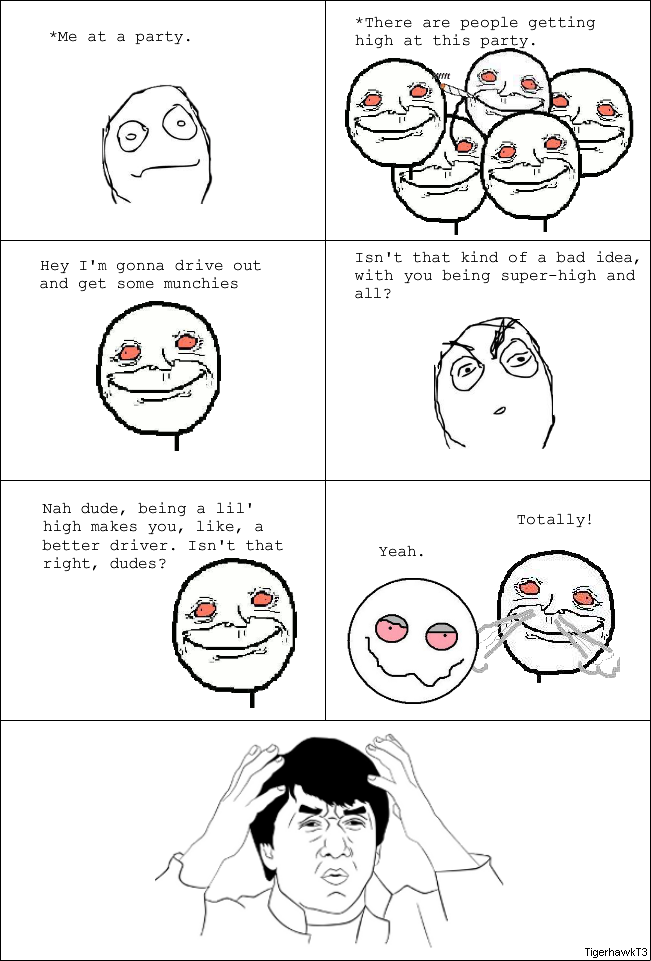 *Me at a party.
*There are people getting
high at this party.
Hey I'm gonna drive out
and get some munchies
Isn't that kind of a bad idea,
with you being super-high and
all?
Nah dude, being a lil'
high makes you, like, a
better driver. Isn't that
right, dudes?
Totally!
Yeah.
TigerhawkT3